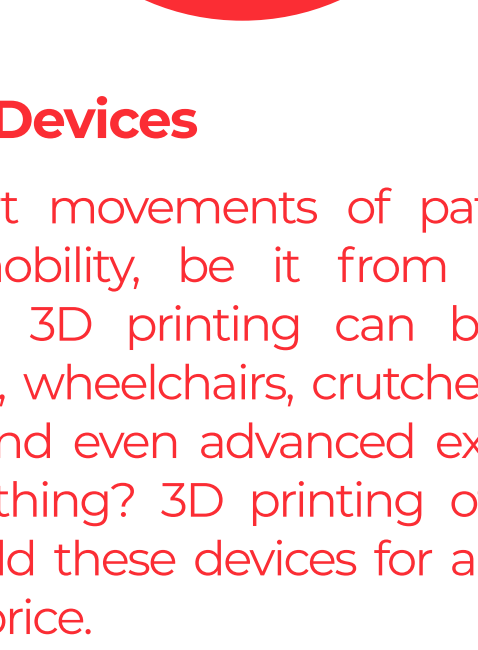 Devices
t movements of pat
obility, be it from
3D printing can b
, wheelchairs, crutche
nd even advanced ex
thing? 3D printing o
ld these devices for a
price.